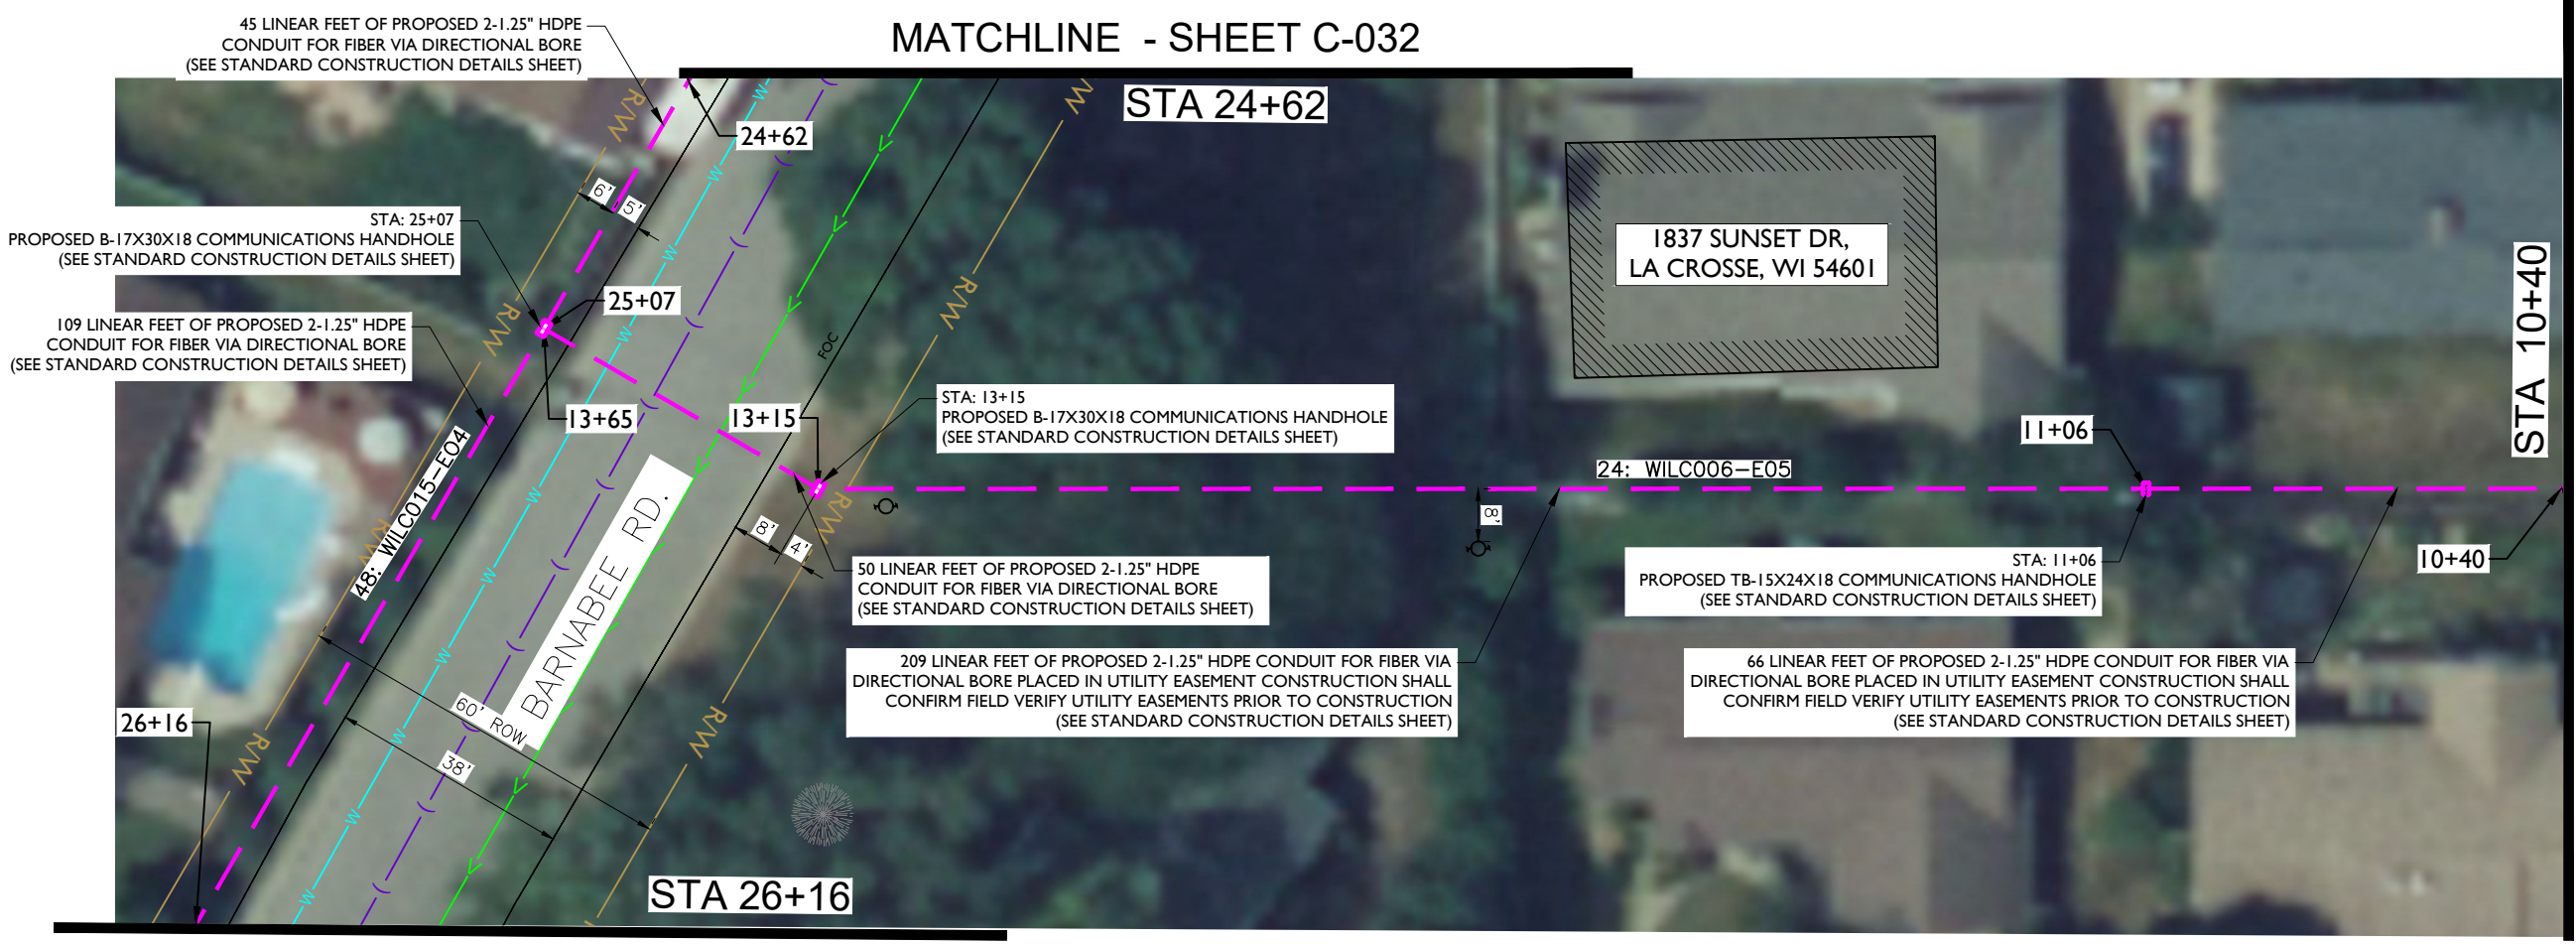 MATCHLINE - SHEET C-032
45 LINEAR FEET OF PROPOSED 2-1.25" HDPE
CONDUIT FOR FIBER VIA DIRECTIONAL BORE
(SEE STANDARD CONSTRUCTION DETAILS SHEET)
STA 24+62
24+62
R/W
W
W
6'
5'
STA: 25+07
PROPOSED B-17X30X18 COMMUNICATIONS HANDHOLE
(SEE STANDARD CONSTRUCTION DETAILS SHEET)
1837 SUNSET DR,
LA CROSSE, WI 54601
STA 10+40
W
R/W
25+07
R/W
W
109 LINEAR FEET OF PROPOSED 2-1.25" HDPE
CONDUIT FOR FIBER VIA DIRECTIONAL BORE
(SEE STANDARD CONSTRUCTION DETAILS SHEET)
FOC
13+65
13+15
STA: 13+15
PROPOSED B-17X30X18 COMMUNICATIONS HANDHOLE
(SEE STANDARD CONSTRUCTION DETAILS SHEET)
11+06
24: WILC006-E05
48: WILC015-E04
R/W
W
R/W
8'
4'
8'
BARNABEE RD.
50 LINEAR FEET OF PROPOSED 2-1.25" HDPE
CONDUIT FOR FIBER VIA DIRECTIONAL BORE
(SEE STANDARD CONSTRUCTION DETAILS SHEET)
STA: 11+06
PROPOSED TB-15X24X18 COMMUNICATIONS HANDHOLE
(SEE STANDARD CONSTRUCTION DETAILS SHEET)
10+40
W
W
209 LINEAR FEET OF PROPOSED 2-1.25" HDPE CONDUIT FOR FIBER VIA
DIRECTIONAL BORE PLACED IN UTILITY EASEMENT CONSTRUCTION SHALL
CONFIRM FIELD VERIFY UTILITY EASEMENTS PRIOR TO CONSTRUCTION
(SEE STANDARD CONSTRUCTION DETAILS SHEET)
66 LINEAR FEET OF PROPOSED 2-1.25" HDPE CONDUIT FOR FIBER VIA
DIRECTIONAL BORE PLACED IN UTILITY EASEMENT CONSTRUCTION SHALL
CONFIRM FIELD VERIFY UTILITY EASEMENTS PRIOR TO CONSTRUCTION
(SEE STANDARD CONSTRUCTION DETAILS SHEET)
26+16
60' ROW
38'
R/W
W
R/W
W
W
STA 26+16